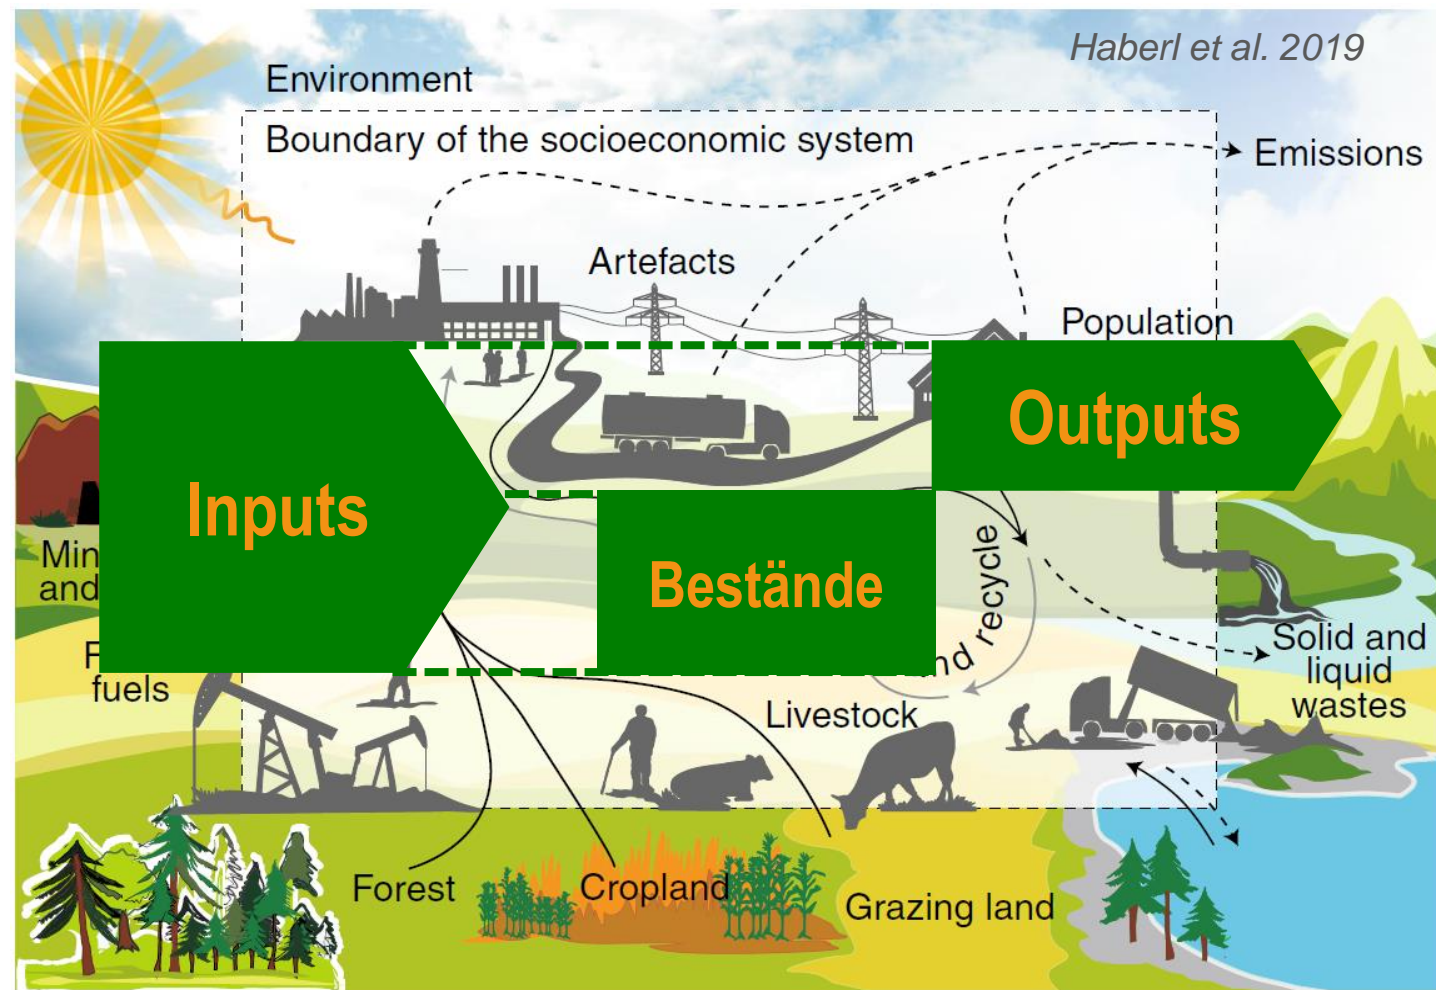 Haberl et al. 2019
Environment
Boundary of the socioeconomic system
Emissions
Artefacts
Population
Outputs
Inputs
Bestände
and
recycle
Solid and
liquid
wastes
fuels
Livestock
Forest
Cropland
Grazing land